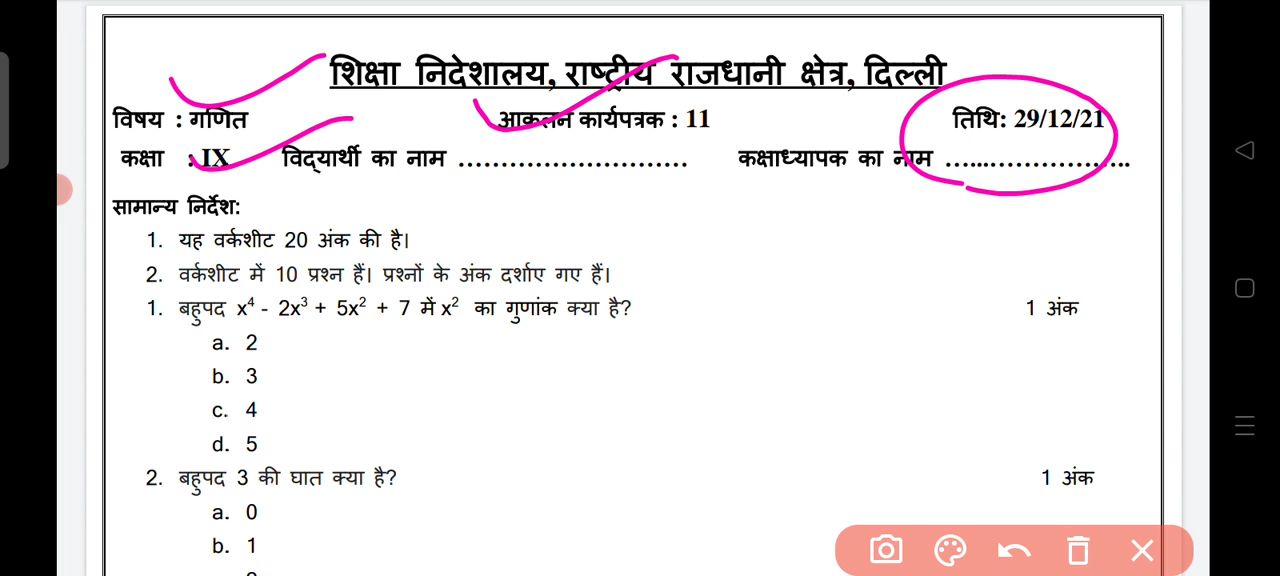 शिक्षा निदेशालय, राष्ट्रीय राजधानी क्षेत्र, दिल्ली
विषय : गणित आकलन कार्यपत्रक : 11 तिथि: 29/12/21
कक्षा : IX विद्यार्थी का नाम ……………………… कक्षाध्यापक का नाम ……………………
सामान्य निर्देश:
1. यह वर्कशीट 20 अंक की है।
2. वर्कशीट में 10 प्रश्न हैं। प्रश्नों के अंक दर्शाए गए हैं।
1. बहुपद x⁴ - 2x³ + 5x² + 7 में x² का गुणांक क्या है? 1 अंक
a. 2
b. 3
c. 4
d. 5
2. बहुपद 3 की घात क्या है? 1 अंक
a. 0
b. 1